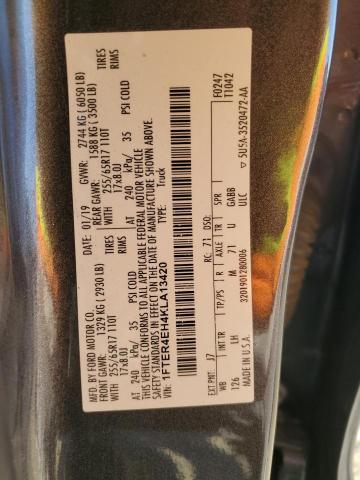 MFD. BY FORD MOTOR CO.
DATE: 01/19
GVWR: 2744 KG ( 6050 LB)
FRONT GAWR: 1329 KG ( 2930 LB)
REAR GAWR: 1588 KG ( 3500 LB)
WITH 255/65R17 110T TIRES
17x8.0J RIMS
AT 240 kPa/ 35 PSI COLD
WITH 255/65R17 110T TIRES
17x8.0J RIMS
AT 240 kPa/ 35 PSI COLD
THIS VEHICLE CONFORMS TO ALL APPLICABLE FEDERAL MOTOR VEHICLE
SAFETY STANDARDS IN EFFECT ON THE DATE OF MANUFACTURE SHOWN ABOVE.
VIN: 1FTER4EH4KLA13420
TYPE: Truck
F0247
T1042
3201901280006
EXT PNT: J7
RC: 71 DSO:
WB BRK INT TR TP/PS R AXLE TR SPR
126 LH M 71 U GABB
MADE IN U.S.A. ULC
▽ 5U5A-3520472-AA